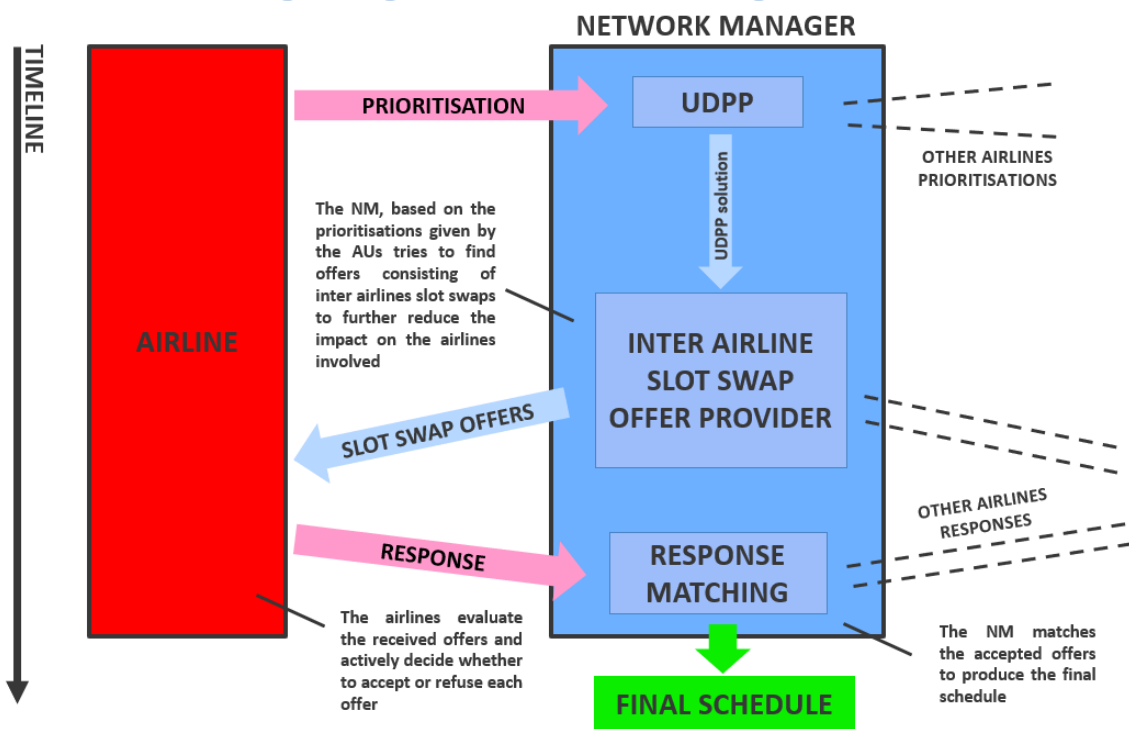 NETWORK MANAGER
TIMELINE
PRIORITISATION
UDPP
OTHER AIRLINES
PRIORITISATIONS
UDPP solution
The NM, based on the
prioritisations given by
the AUs tries to find
offers consisting of
inter airlines slot swaps
to further reduce the
impact on the airlines
involved
AIRLINE
INTER AIRLINE
SLOT SWAP
OFFER PROVIDER
SLOT SWAP OFFERS
OTHER AIRLINES
RESPONSES
RESPONSE
RESPONSE
MATCHING
The airlines evaluate
the received offers and
actively decide whether
to accept or refuse each
offer
The NM matches
the accepted offers
to produce the final
schedule
FINAL SCHEDULE